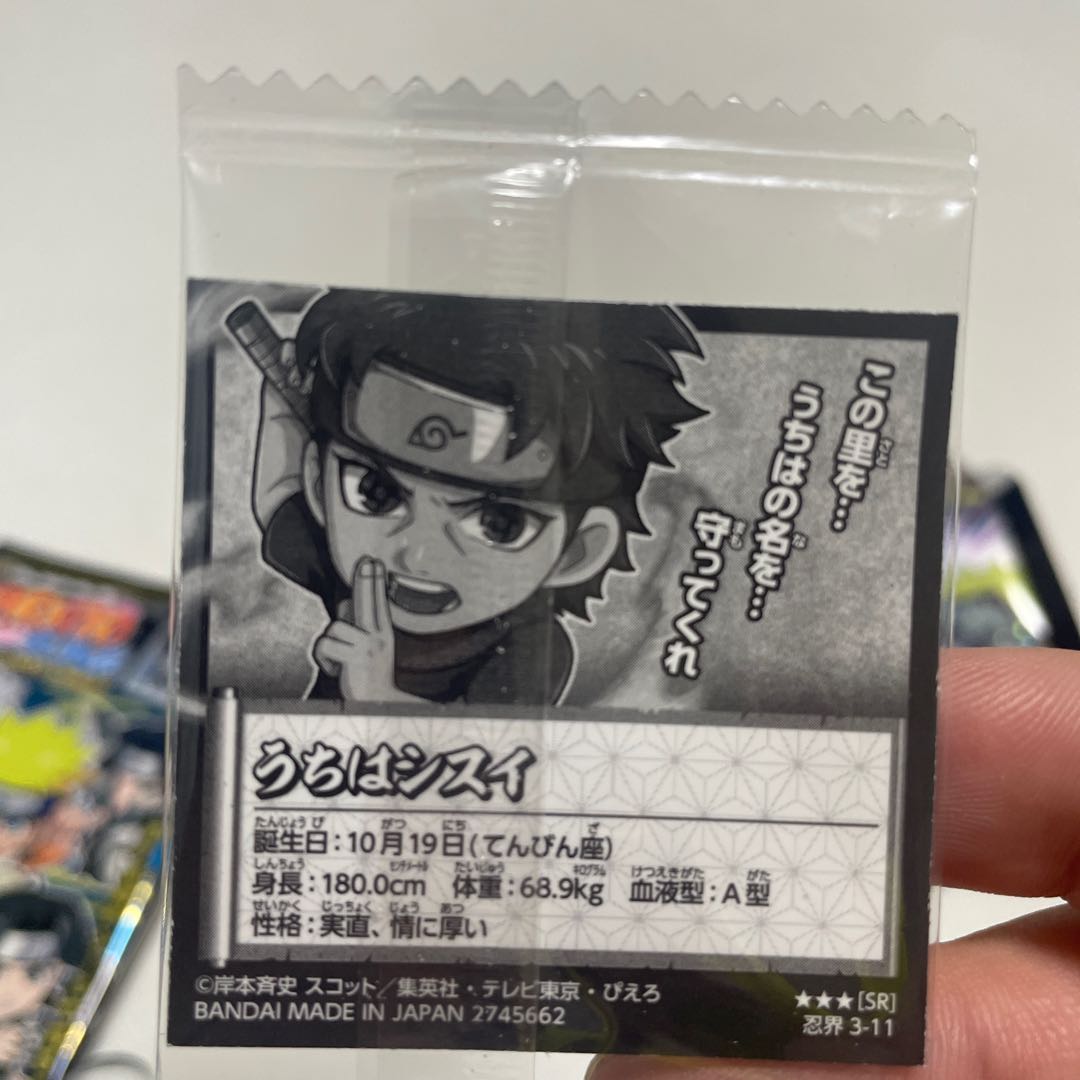 この里を…
うちはの名を…
守ってくれ
うちはシスイ
誕生日:10月19日(てんびん座)
身長:180.0cm 体重:68.9kg 血液型:A型
性格:実直、情に厚い
©岸本斉史 スコット/集英社・テレビ東京・ぴえろ
BANDAI MADE IN JAPAN 2745662
★★★[SR]
忍界 3-11